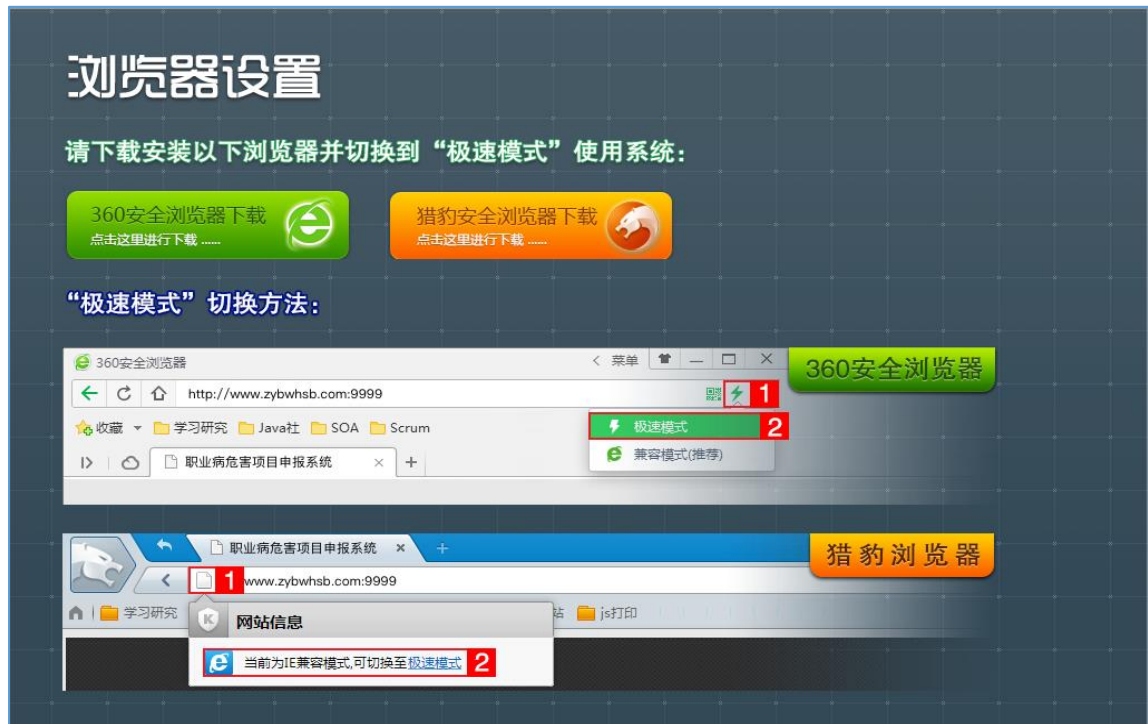 浏览器设置
请下载安装以下浏览器并切换到“极速模式”使用系统：
360安全浏览器下载
点击这里进行下载 ......
猎豹安全浏览器下载
点击这里进行下载 ......
“极速模式”切换方法：
360安全浏览器
菜单
360安全浏览器
http://www.zybwhsb.com:9999
1
收藏 学习研究 Java社 SOA Scrum
极速模式 2
职业病危害项目申报系统
兼容模式(推荐)
职业病危害项目申报系统
猎豹浏览器
1 www.zybwhsb.com:9999
学习研究
站 js打印
网站信息
当前为IE兼容模式,可切换至极速模式 2